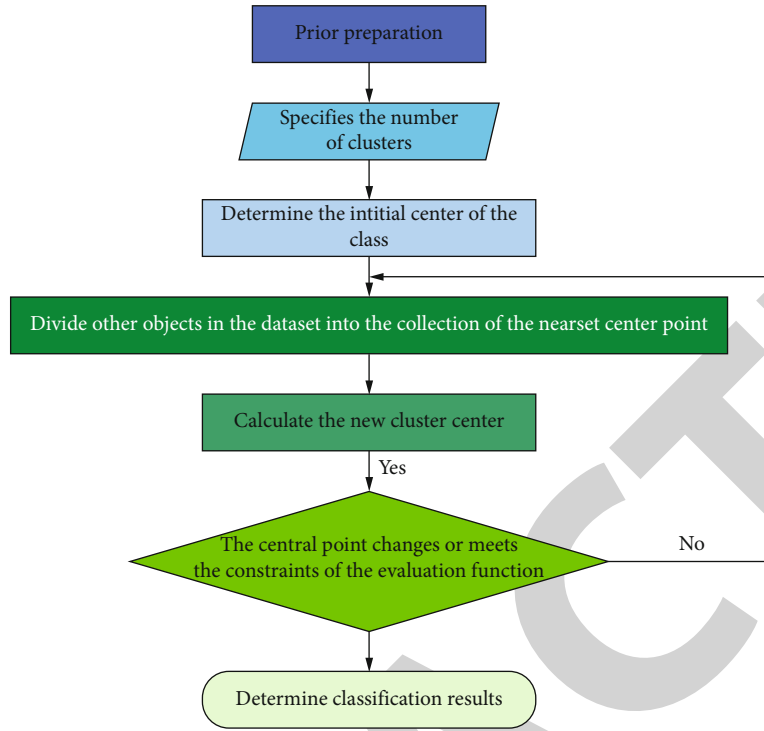 Prior preparation
Specifies the number
of clusters
Determine the intitial center of the
class
Divide other objects in the dataset into the collection of the nearset center point
Calculate the new cluster center
Yes
The central point changes or meets
the constraints of the evaluation function
No
Determine classification results